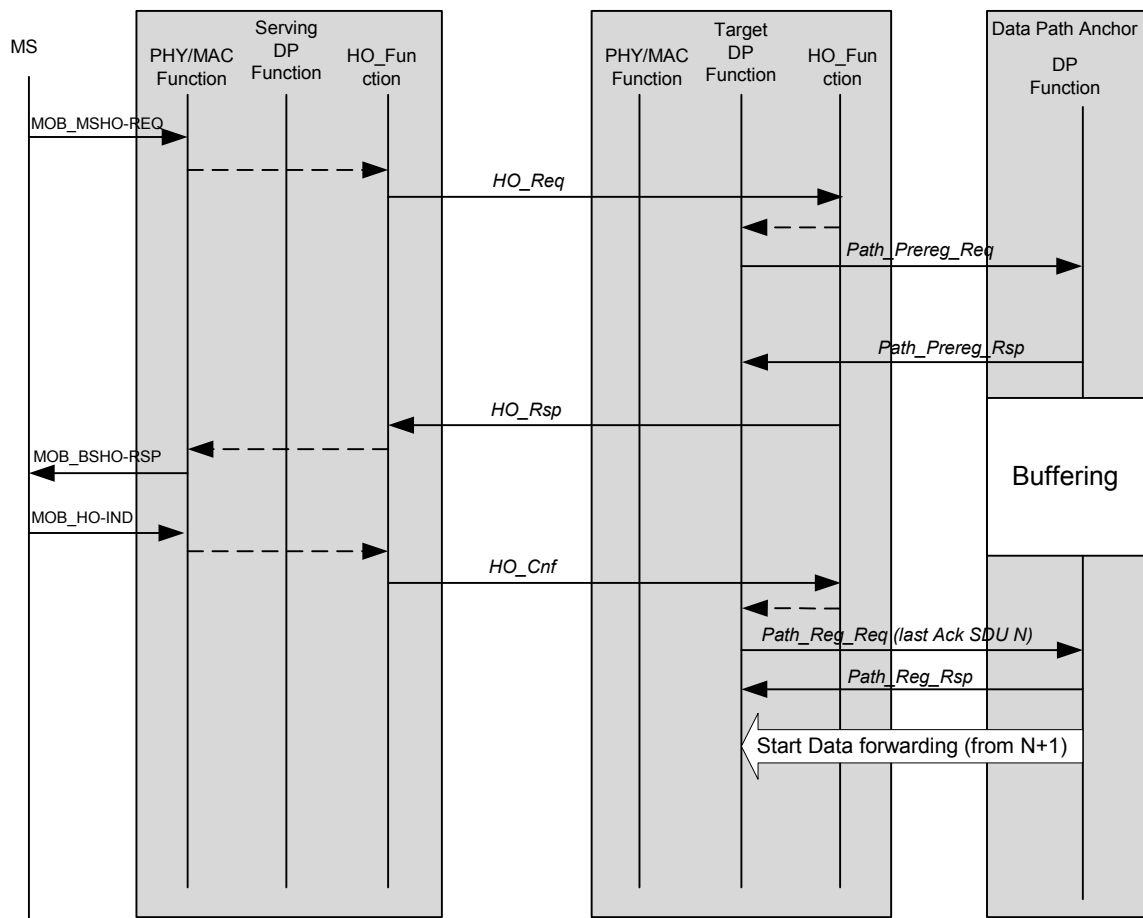 MS
Serving
DP
Function
PHY/MAC
Function
HO_Fun
ction
Target
DP
Function
PHY/MAC
Function
HO_Fun
ction
Data Path Anchor
DP
Function
MOB_MSHO-REQ
HO_Req
Path_Prereg_Req
Path_Prereg_Rsp
HO_Rsp
MOB_BSHO-RSP
Buffering
MOB_HO-IND
HO_Cnf
Path_Reg_Req (last Ack SDU N)
Path_Reg_Rsp
Start Data forwarding (from N+1)